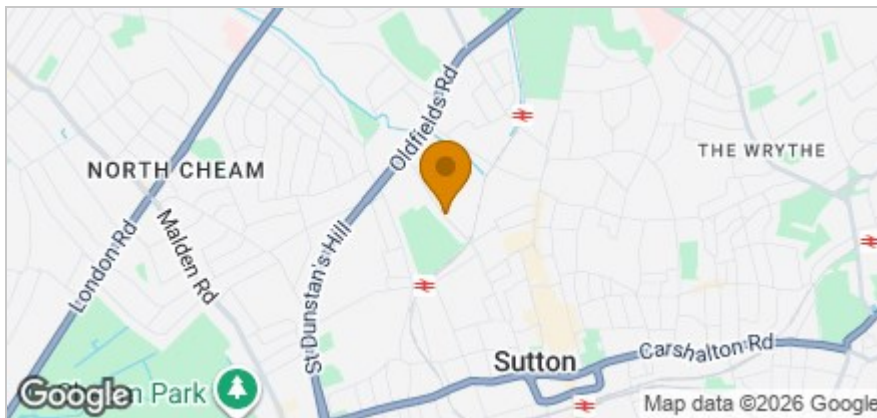 Oldfields Rd
THE WRYTHE
NORTH CHEAM
Malden Rd
London Rd
St Dunstan's Hill
Sutton
Carshalton Rd
Park
Google
Map data ©2026 Google